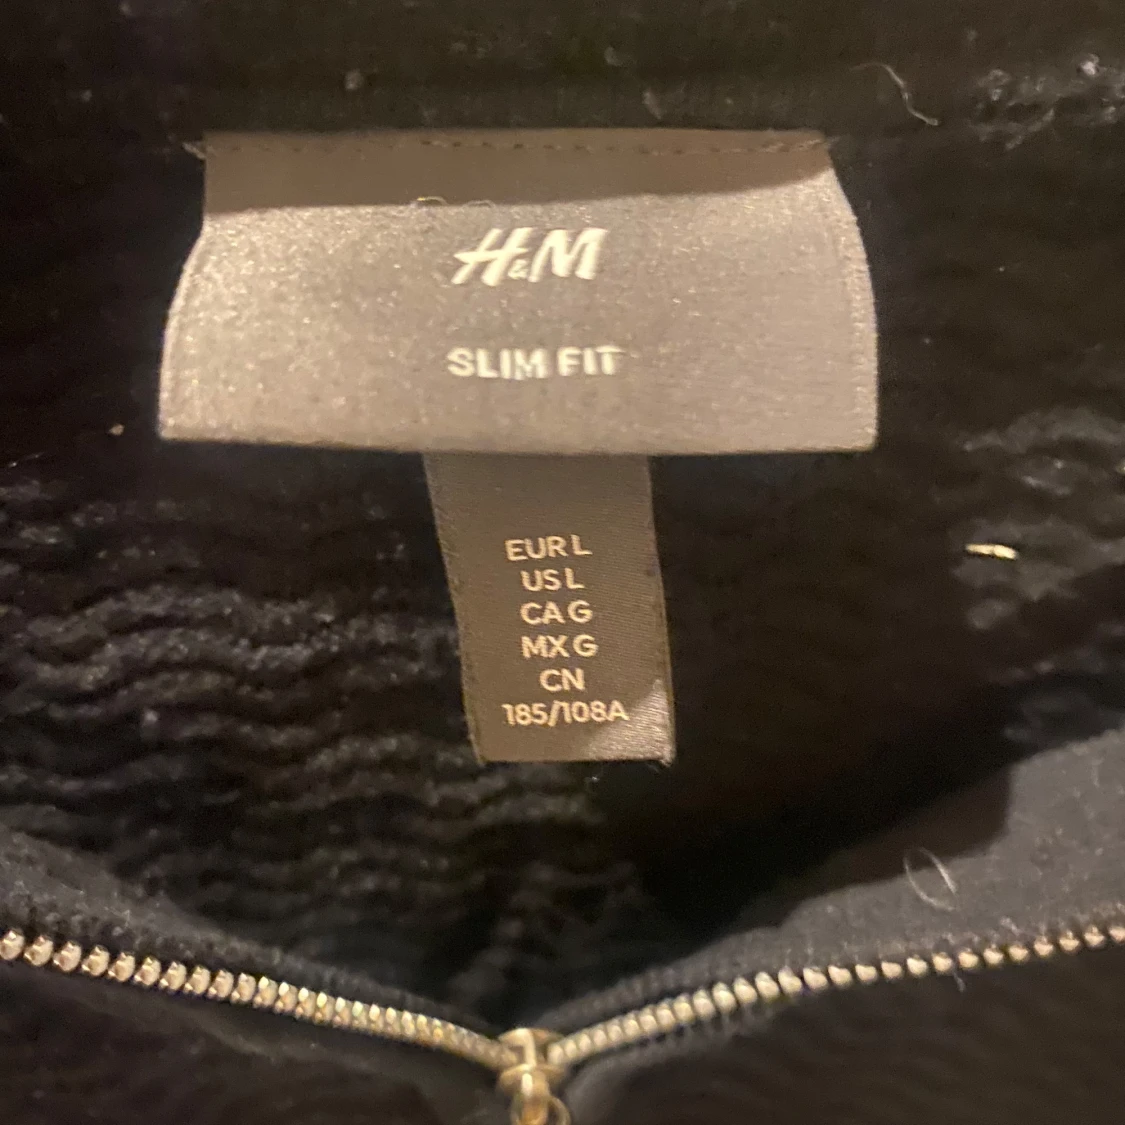 H&M
SLIM FIT
EUR L
US L
CA G
MX G
CN
185/108A